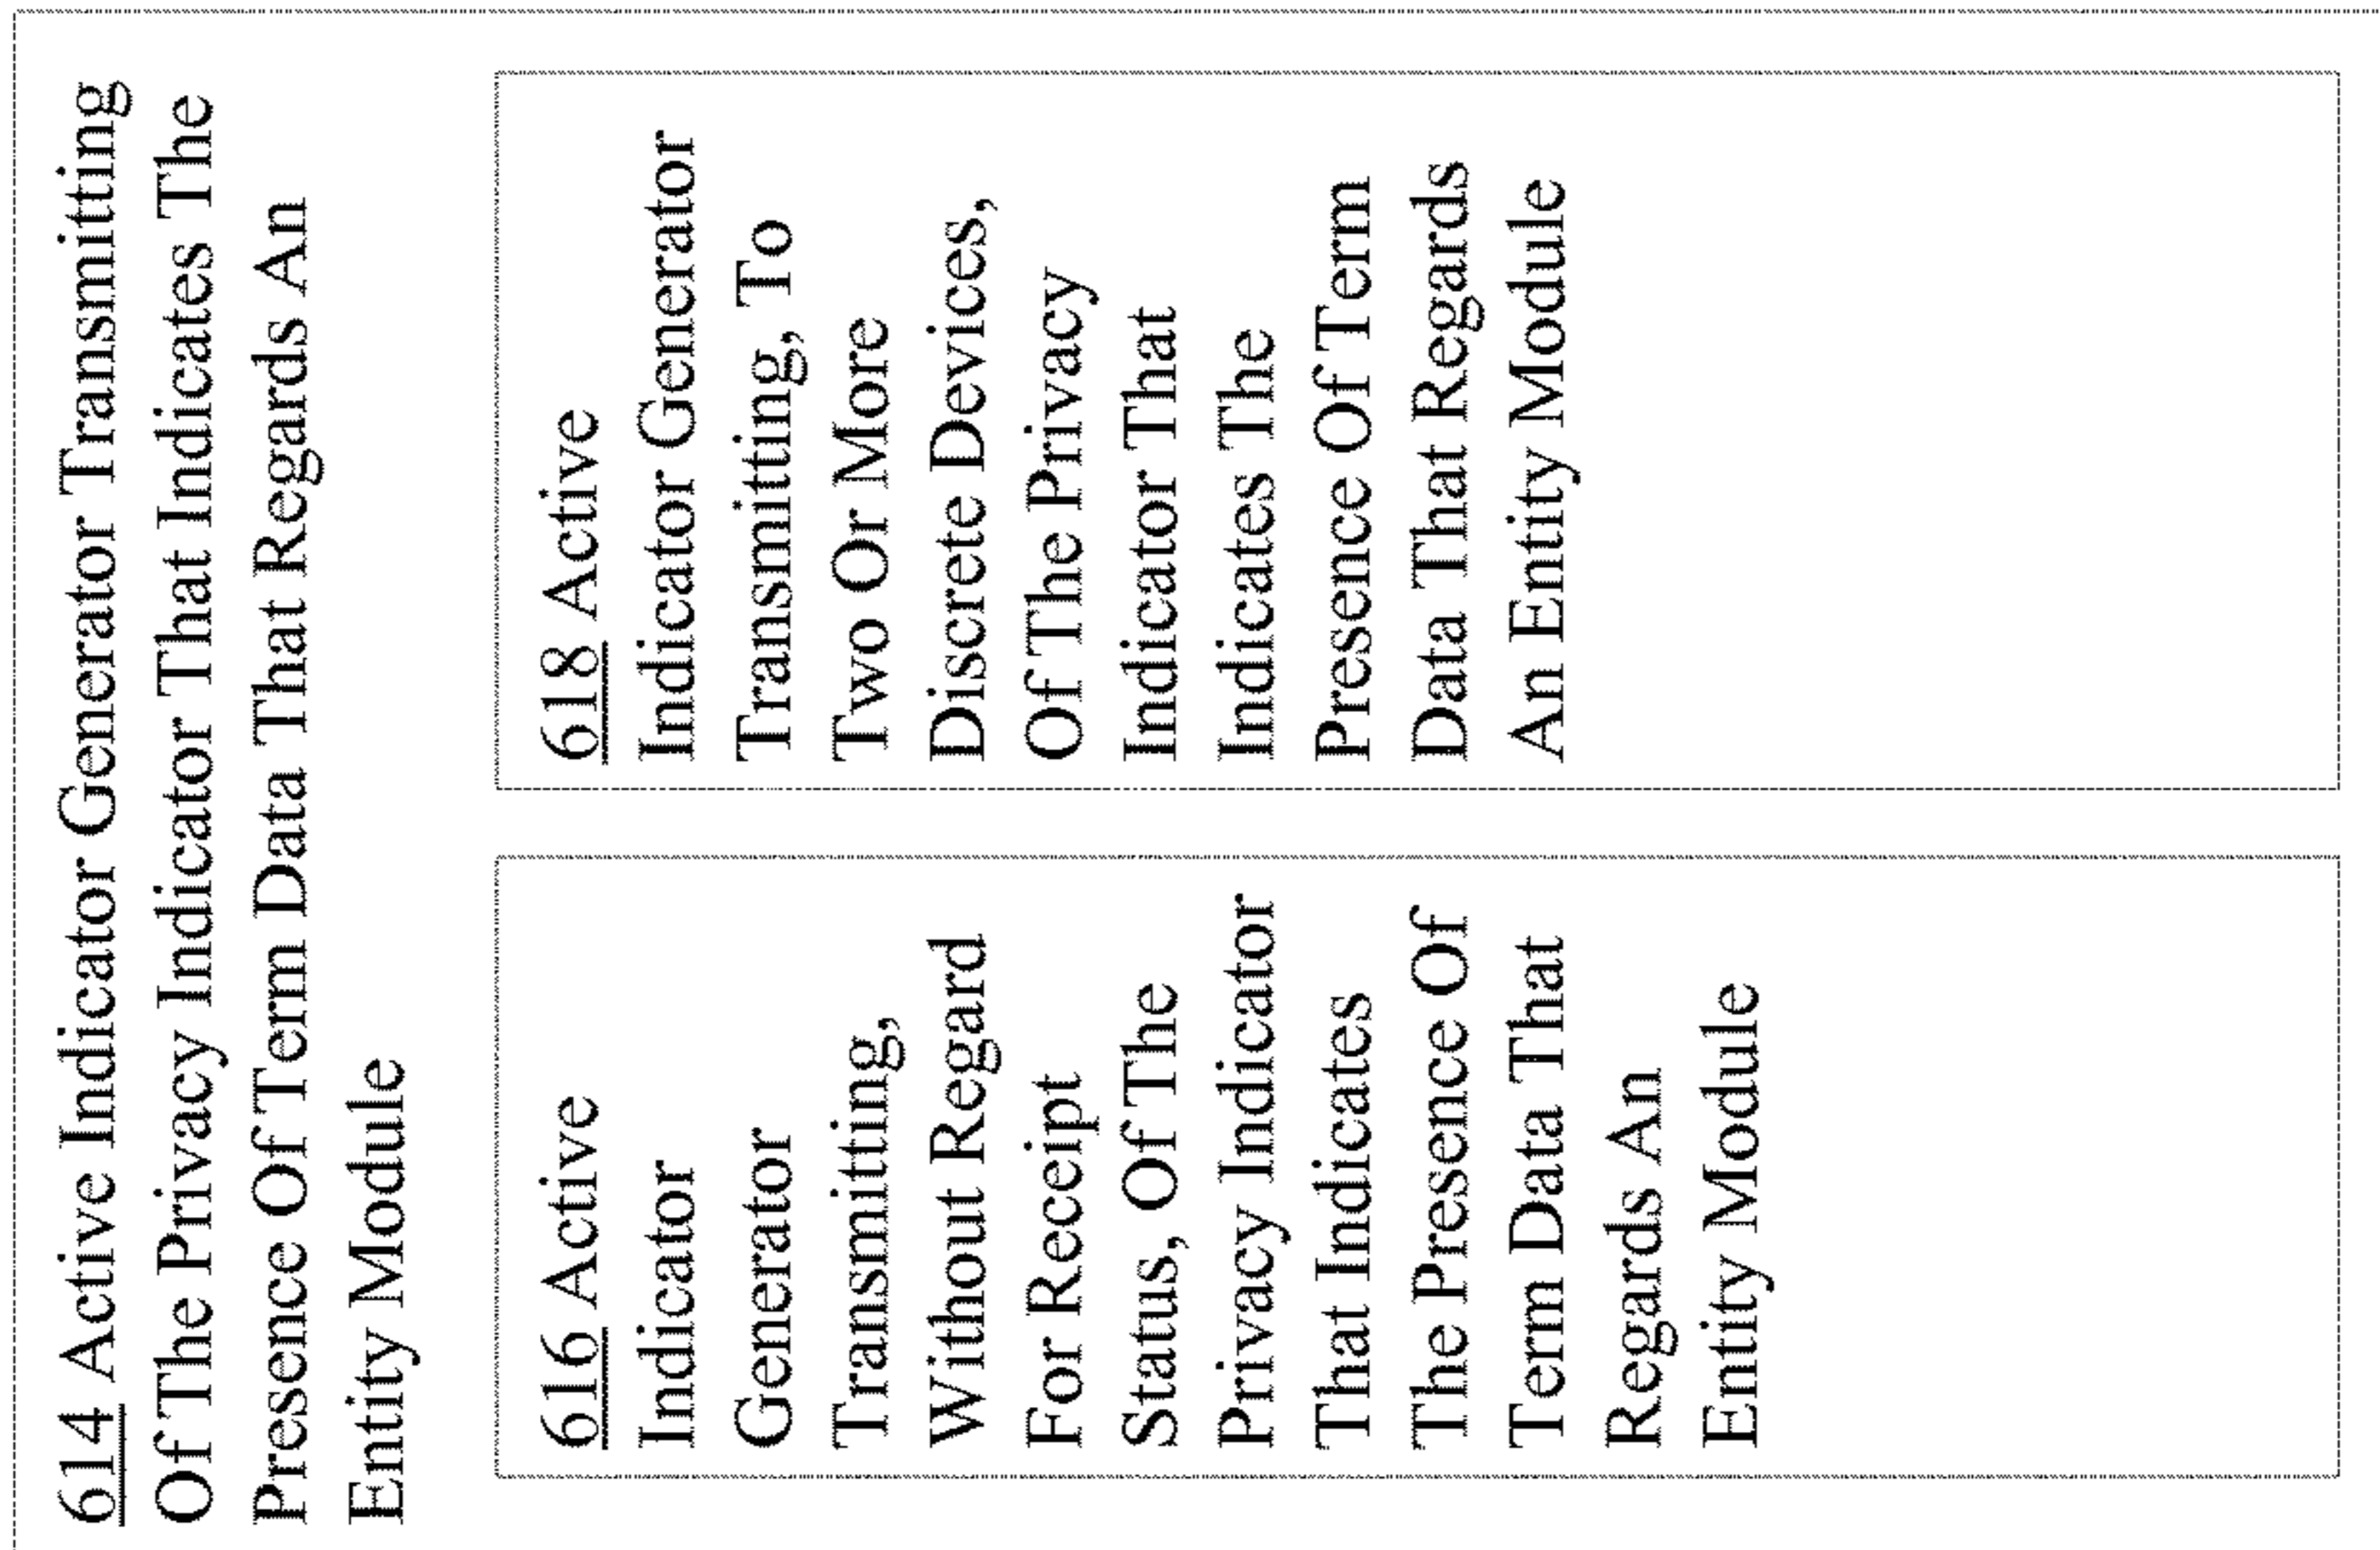 614 Active Indicator Generator Transmitting
Of The Privacy Indicator That Indicates The
Presence Of Term Data That Regards An
Entity Module
616 Active
Indicator
Generator
Transmitting,
Without Regard
For Receipt
Status, Of The
Privacy Indicator
That Indicates
The Presence Of
Term Data That
Regards An
Entity Module
618 Active
Indicator Generator
Transmitting, To
Two Or More
Discrete Devices,
Of The Privacy
Indicator That
Indicates The
Presence Of Term
Data That Regards
An Entity Module